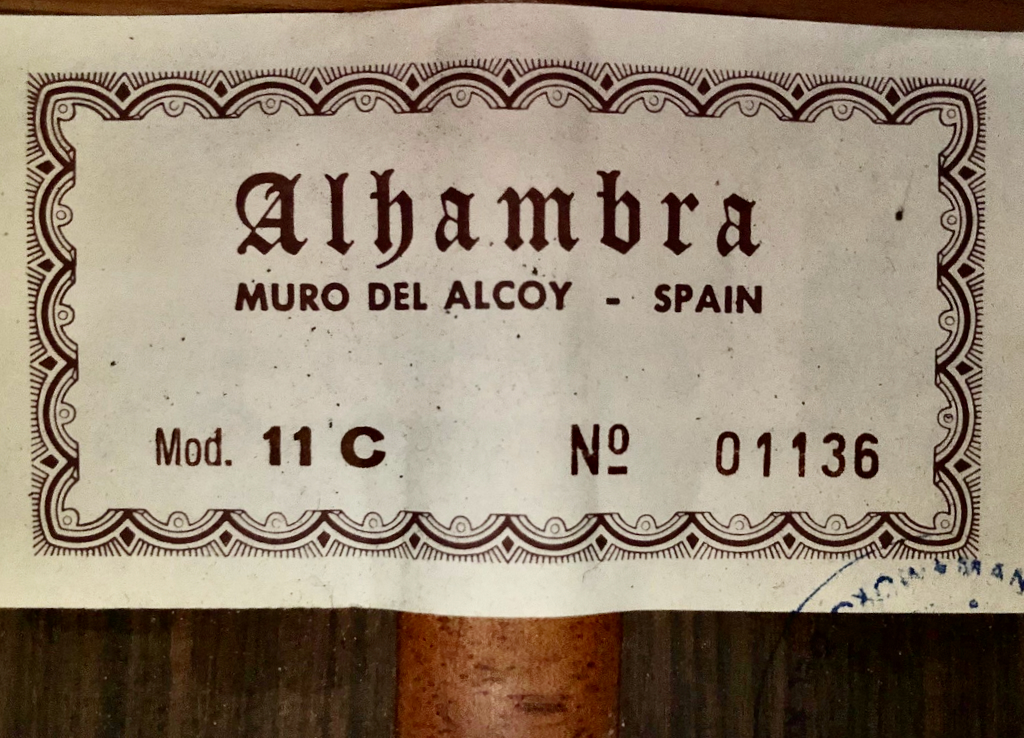 Alhambra
MURO DEL ALCOY - SPAIN
Mod. 11 C Nº 01136